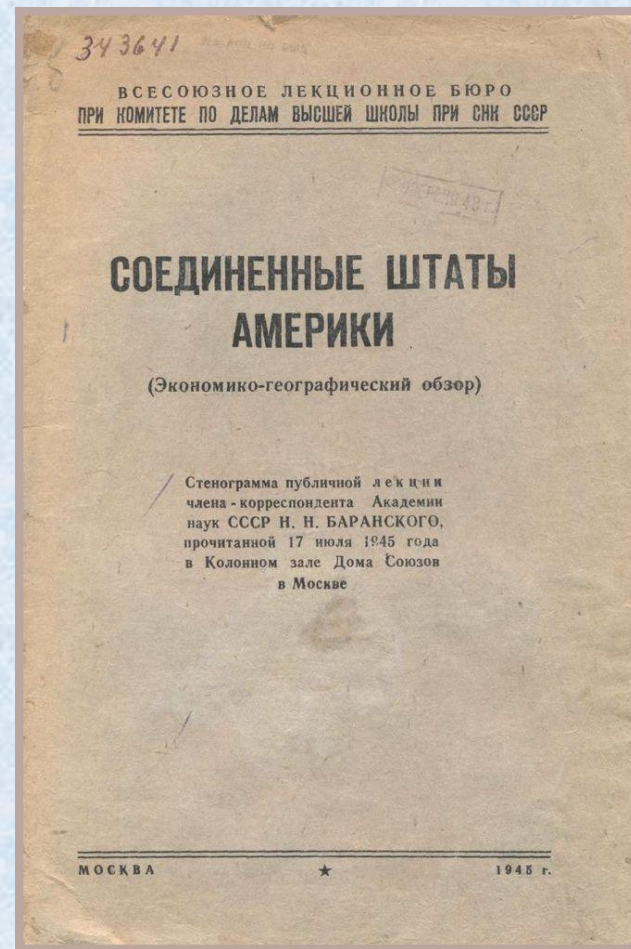 343641
ВСЕСОЮЗНОЕ ЛЕКЦИОННОЕ БЮРО
ПРИ КОМИТЕТЕ ПО ДЕЛАМ ВЫСШЕЙ ШКОЛЫ ПРИ СНК СССР
СОЕДИНЕННЫЕ ШТАТЫ
АМЕРИКИ
(Экономико-географический обзор)
Стенограмма публичной лекции
члена-корреспондента Академии
наук СССР Н. Н. БАРАНСКОГО,
прочитанной 17 июля 1945 года
в Колонном зале Дома Союзов
в Москве
МОСКВА ★ 1945 г.